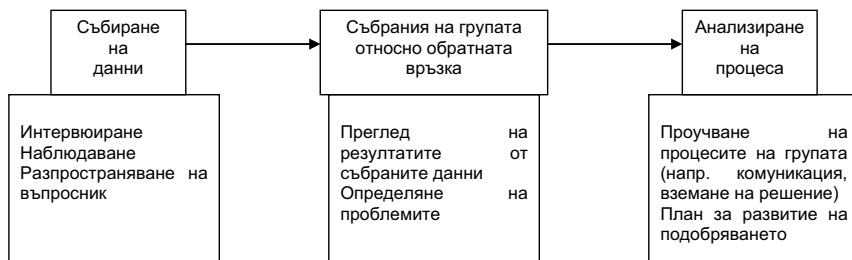 Събиране
на
данни
Събрания на групата
относно обратната
връзка
Анализиране
на
процеса
Интервюиране
Наблюдаване
Разпространяване на
въпросник
Преглед на
резултатите от
събраните данни
Определяне на
проблемите
Проучване на
процесите на групата
(напр. комуникация,
вземане на решение)
План за развитие на
подобряването